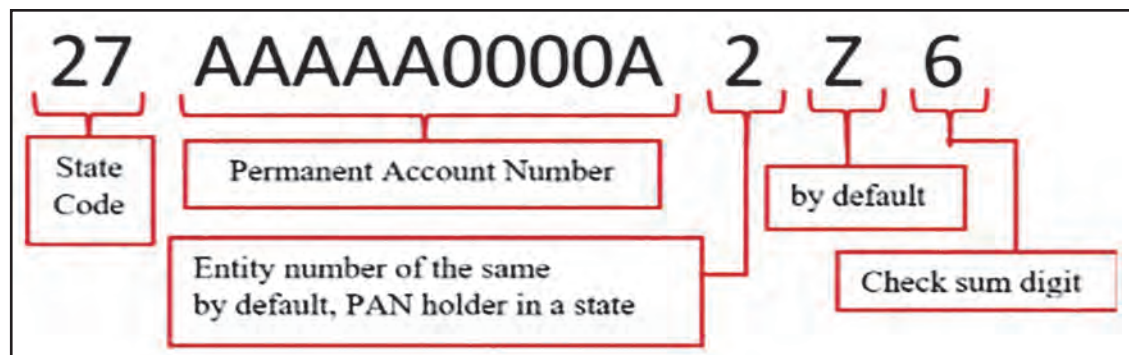 27 AAAAA0000A 2 Z 6
State
Code
Permanent Account Number
by default
Entity number of the same
by default, PAN holder in a state
Check sum digit